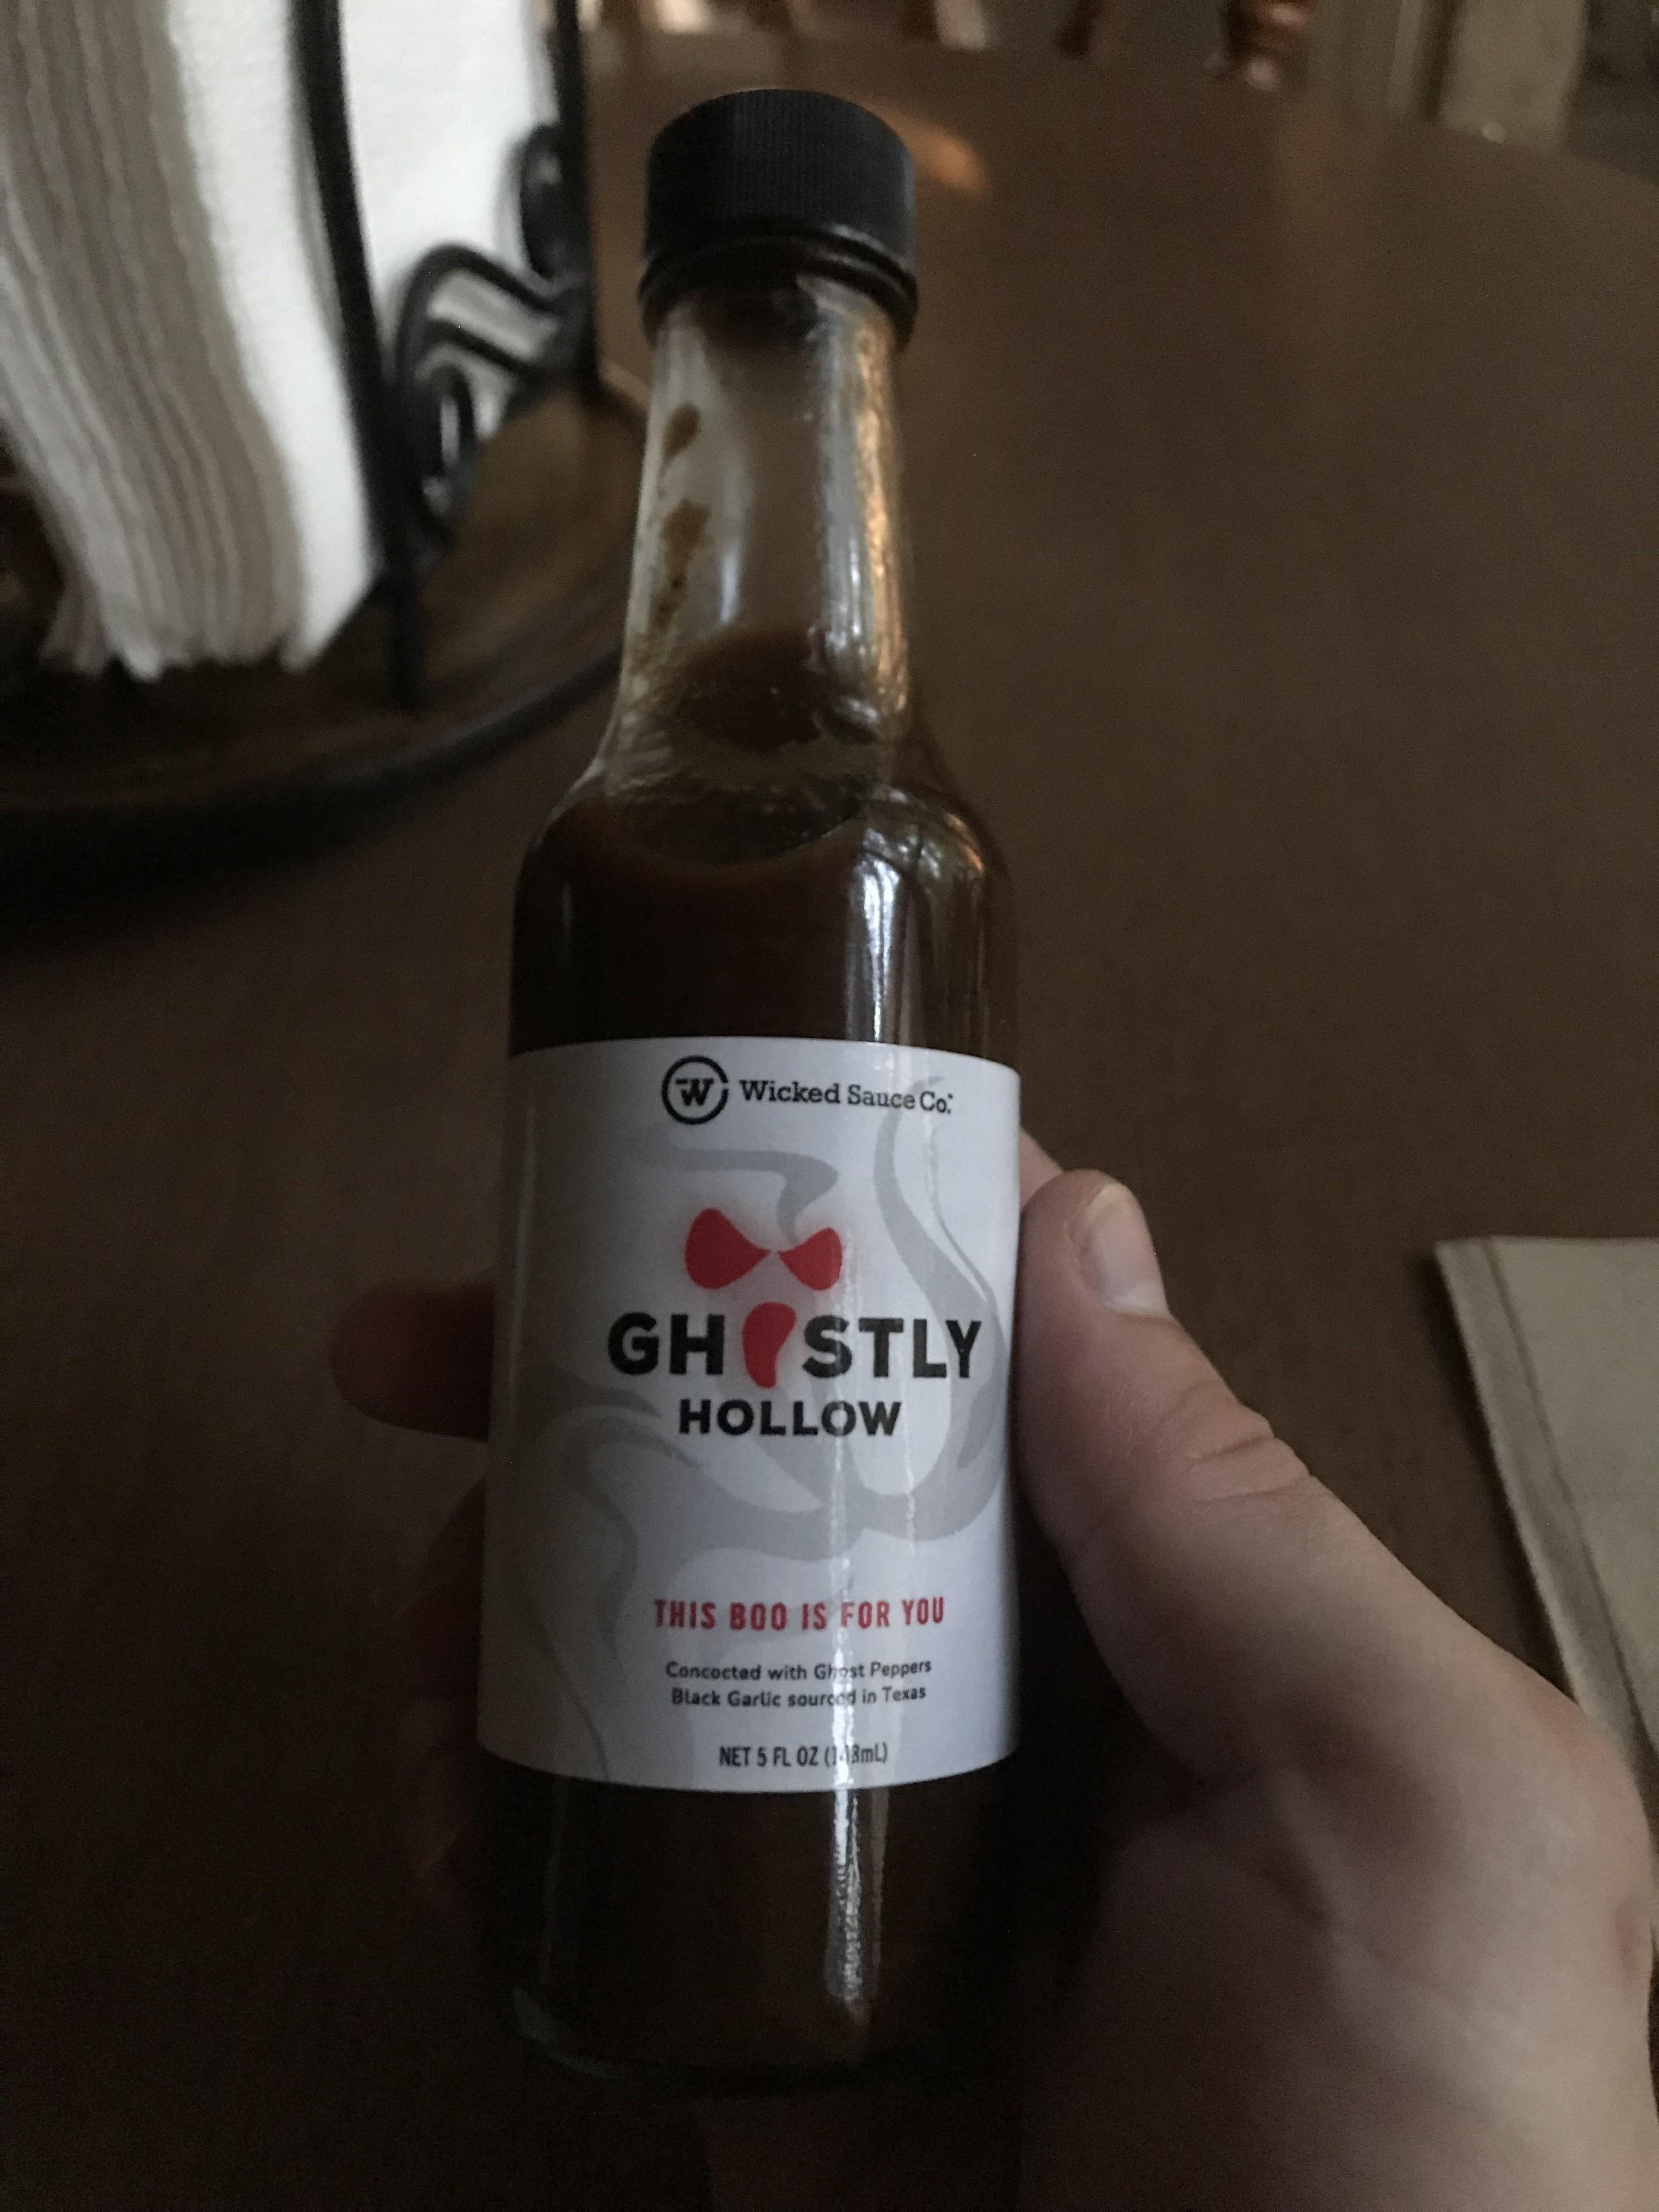 W Wicked Sauce Co.
GHOSTLY
HOLLOW
THIS BOO IS FOR YOU
Concocted with Ghost Peppers
Black Garlic sourced in Texas
NET 5 FL OZ (148mL)